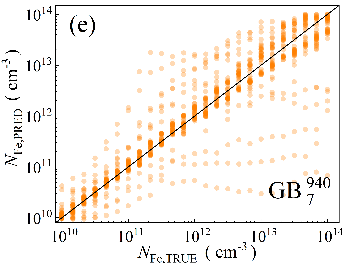 (e)
10^14
10^13
10^12
10^11
10^10
N_Fe,PRED ( cm^-3 )
GB_7^940
10^10 10^11 10^12 10^13 10^14
N_Fe,TRUE ( cm^-3 )